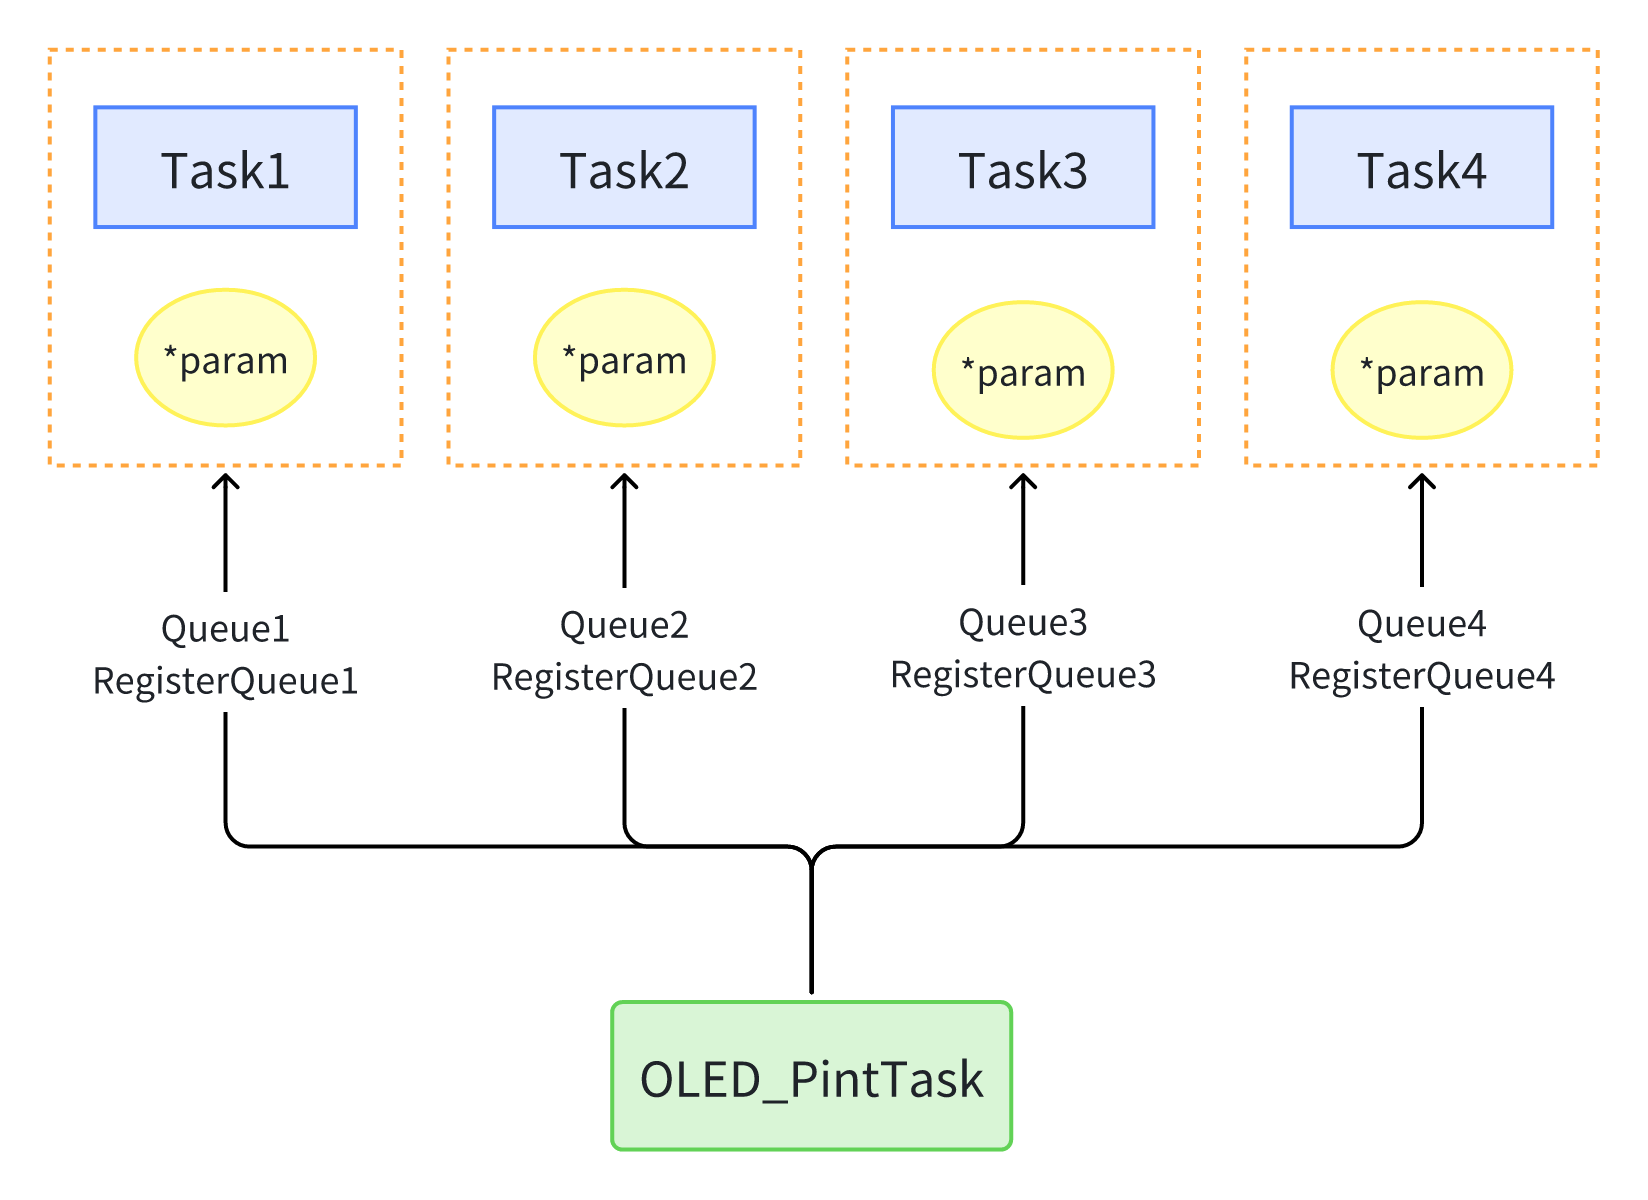 Task1
Task2
Task3
Task4
*param
*param
*param
*param
Queue1
RegisterQueue1
Queue2
RegisterQueue2
Queue3
RegisterQueue3
Queue4
RegisterQueue4
OLED_PintTask